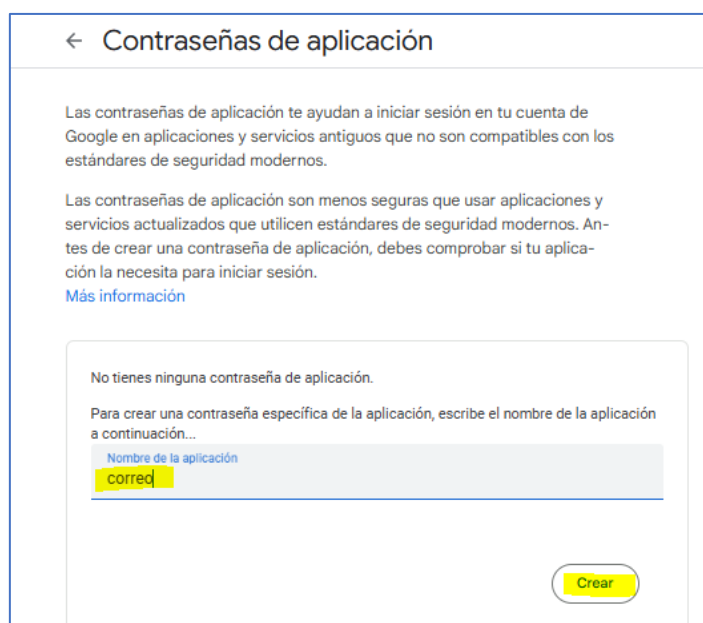 ← Contraseñas de aplicación
Las contraseñas de aplicación te ayudan a iniciar sesión en tu cuenta de
Google en aplicaciones y servicios antiguos que no son compatibles con los
estándares de seguridad modernos.
Las contraseñas de aplicación son menos seguras que usar aplicaciones y
servicios actualizados que utilicen estándares de seguridad modernos. An-
tes de crear una contraseña de aplicación, debes comprobar si tu aplica-
ción la necesita para iniciar sesión.
Más información
No tienes ninguna contraseña de aplicación.
Para crear una contraseña específica de la aplicación, escribe el nombre de la aplicación
a continuación...
Nombre de la aplicación
correo
Crear